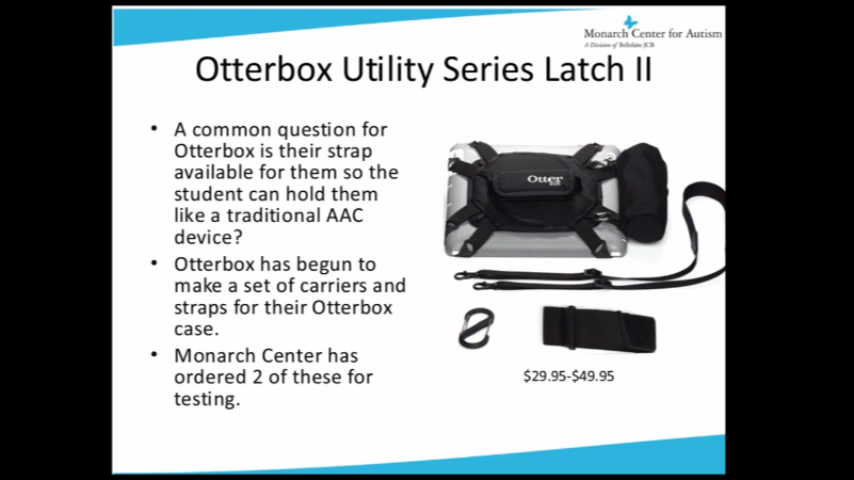 Monarch Center for Autism
A Division of Bellefaire JCB
Otterbox Utility Series Latch II
• A common question for
Otterbox is their strap
available for them so the
student can hold them
like a traditional AAC
device?
• Otterbox has begun to
make a set of carriers and
straps for their Otterbox
case.
• Monarch Center has
ordered 2 of these for
testing.
Otter
$29.95-$49.95